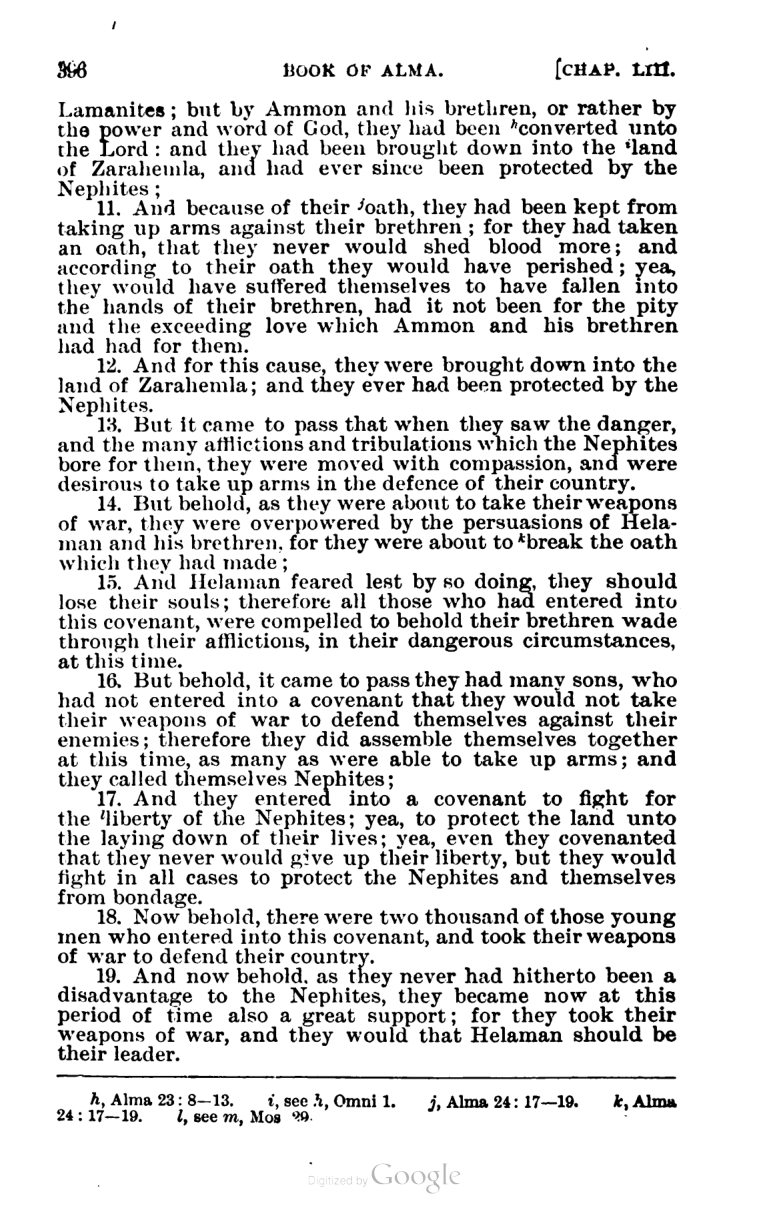 396 BOOK OF ALMA. [CHAP. LIII.
Lamanites; but by Ammon and his brethren, or rather by
the power and word of God, they had been ʰconverted unto
the Lord: and they had been brought down into the ⁱland
of Zarahemla, and had ever since been protected by the
Nephites;
11. And because of their ʲoath, they had been kept from
taking up arms against their brethren; for they had taken
an oath, that they never would shed blood more; and
according to their oath they would have perished; yea,
they would have suffered themselves to have fallen into
the hands of their brethren, had it not been for the pity
and the exceeding love which Ammon and his brethren
had had for them.
12. And for this cause, they were brought down into the
land of Zarahemla; and they ever had been protected by the
Nephites.
13. But it came to pass that when they saw the danger,
and the many afflictions and tribulations which the Nephites
bore for them, they were moved with compassion, and were
desirous to take up arms in the defence of their country.
14. But behold, as they were about to take their weapons
of war, they were overpowered by the persuasions of Hela-
man and his brethren, for they were about to ᵏbreak the oath
which they had made;
15. And Helaman feared lest by so doing, they should
lose their souls; therefore all those who had entered into
this covenant, were compelled to behold their brethren wade
through their afflictions, in their dangerous circumstances,
at this time.
16. But behold, it came to pass they had many sons, who
had not entered into a covenant that they would not take
their weapons of war to defend themselves against their
enemies; therefore they did assemble themselves together
at this time, as many as were able to take up arms; and
they called themselves Nephites;
17. And they entered into a covenant to fight for
the ˡliberty of the Nephites; yea, to protect the land unto
the laying down of their lives; yea, even they covenanted
that they never would give up their liberty, but they would
fight in all cases to protect the Nephites and themselves
from bondage.
18. Now behold, there were two thousand of those young
men who entered into this covenant, and took their weapons
of war to defend their country.
19. And now behold, as they never had hitherto been a
disadvantage to the Nephites, they became now at this
period of time also a great support; for they took their
weapons of war, and they would that Helaman should be
their leader.
h, Alma 23: 8—13. i, see h, Omni 1. j, Alma 24: 17—19. k, Alma
24: 17—19. l, see m, Mos 29.
Digitized by Google